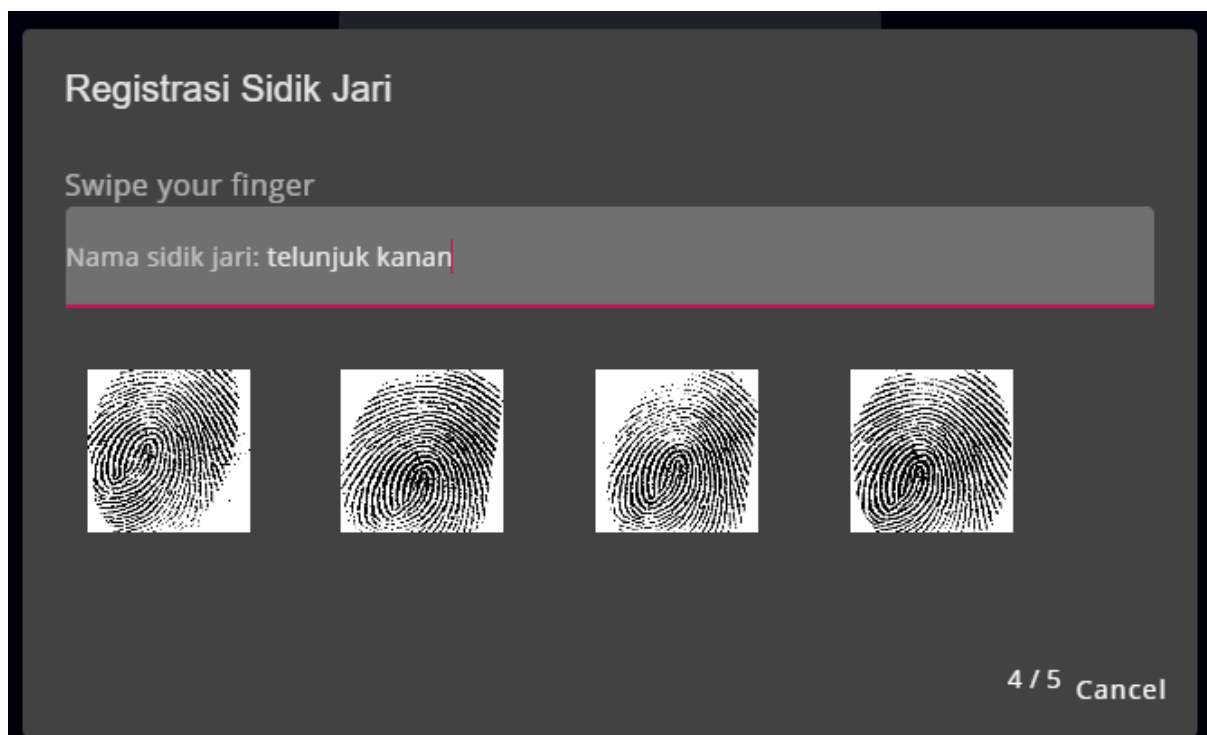 Registrasi Sidik Jari
Swipe your finger
Nama sidik jari: telunjuk kanan
4 / 5 Cancel